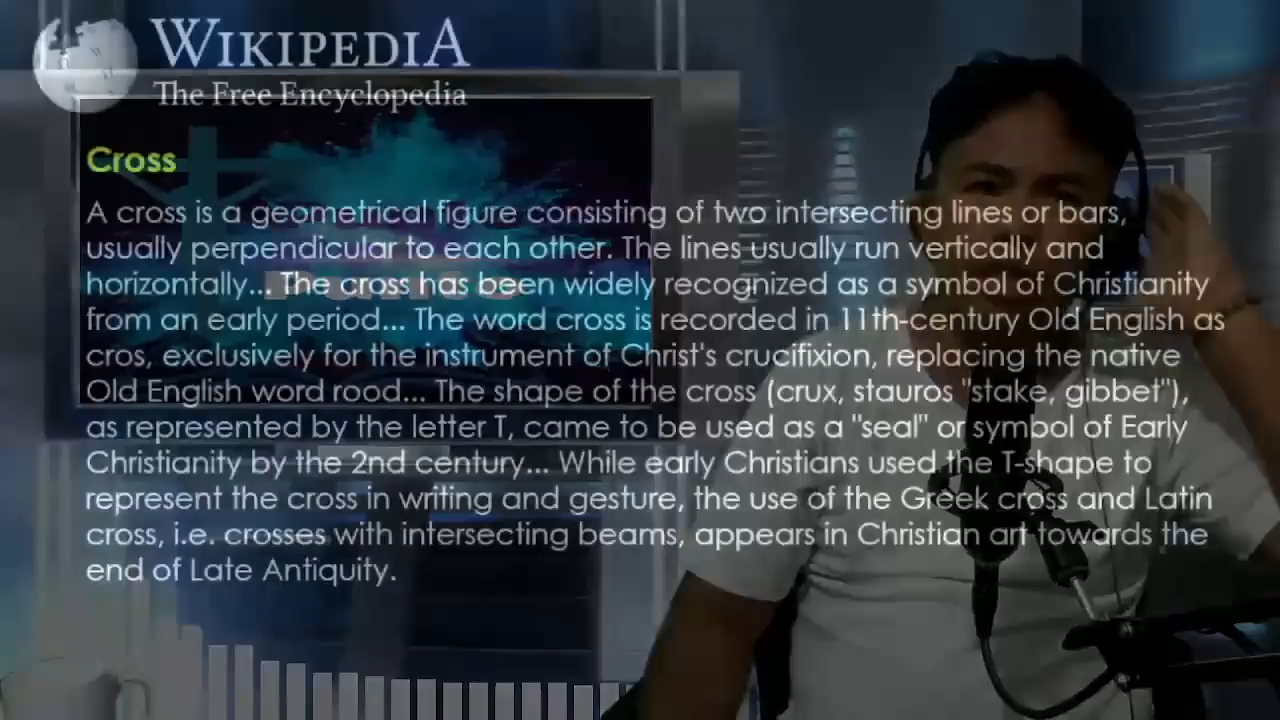 WIKIPEDIA
The Free Encyclopedia
Cross
A cross is a geometrical figure consisting of two intersecting lines or bars,
usually perpendicular to each other. The lines usually run vertically and
horizontally... The cross has been widely recognized as a symbol of Christianity
from an early period... The word cross is recorded in 11th-century Old English as
cros, exclusively for the instrument of Christ's crucifixion, replacing the native
Old English word rood... The shape of the cross (crux, stauros "stake, gibbet"),
as represented by the letter T, came to be used as a "seal" or symbol of Early
Christianity by the 2nd century... While early Christians used the T-shape to
represent the cross in writing and gesture, the use of the Greek cross and Latin
cross, i.e. crosses with intersecting beams, appears in Christian art towards the
end of Late Antiquity.